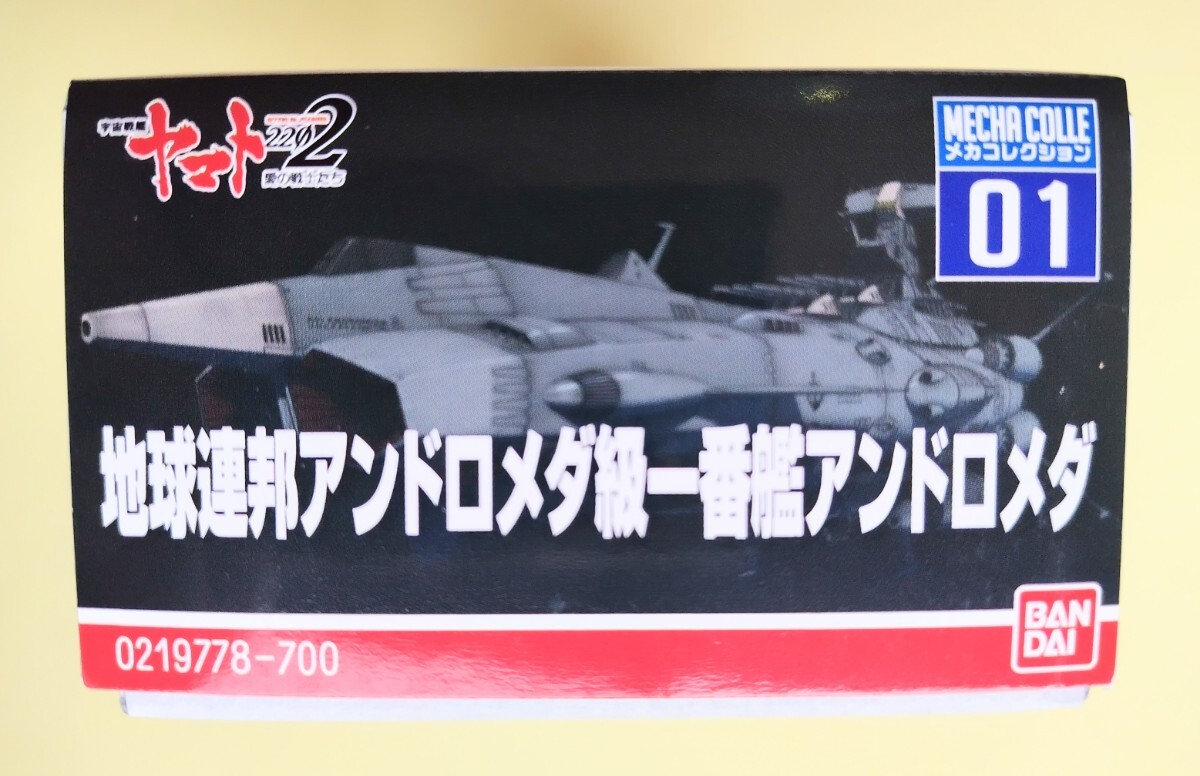 宇宙戦艦
ヤマト
2202
愛の戦士たち
MECHA COLLE
メカコレクション
01
地球連邦アンドロメダ級一番艦アンドロメダ
0219778-700
BAN
DAI